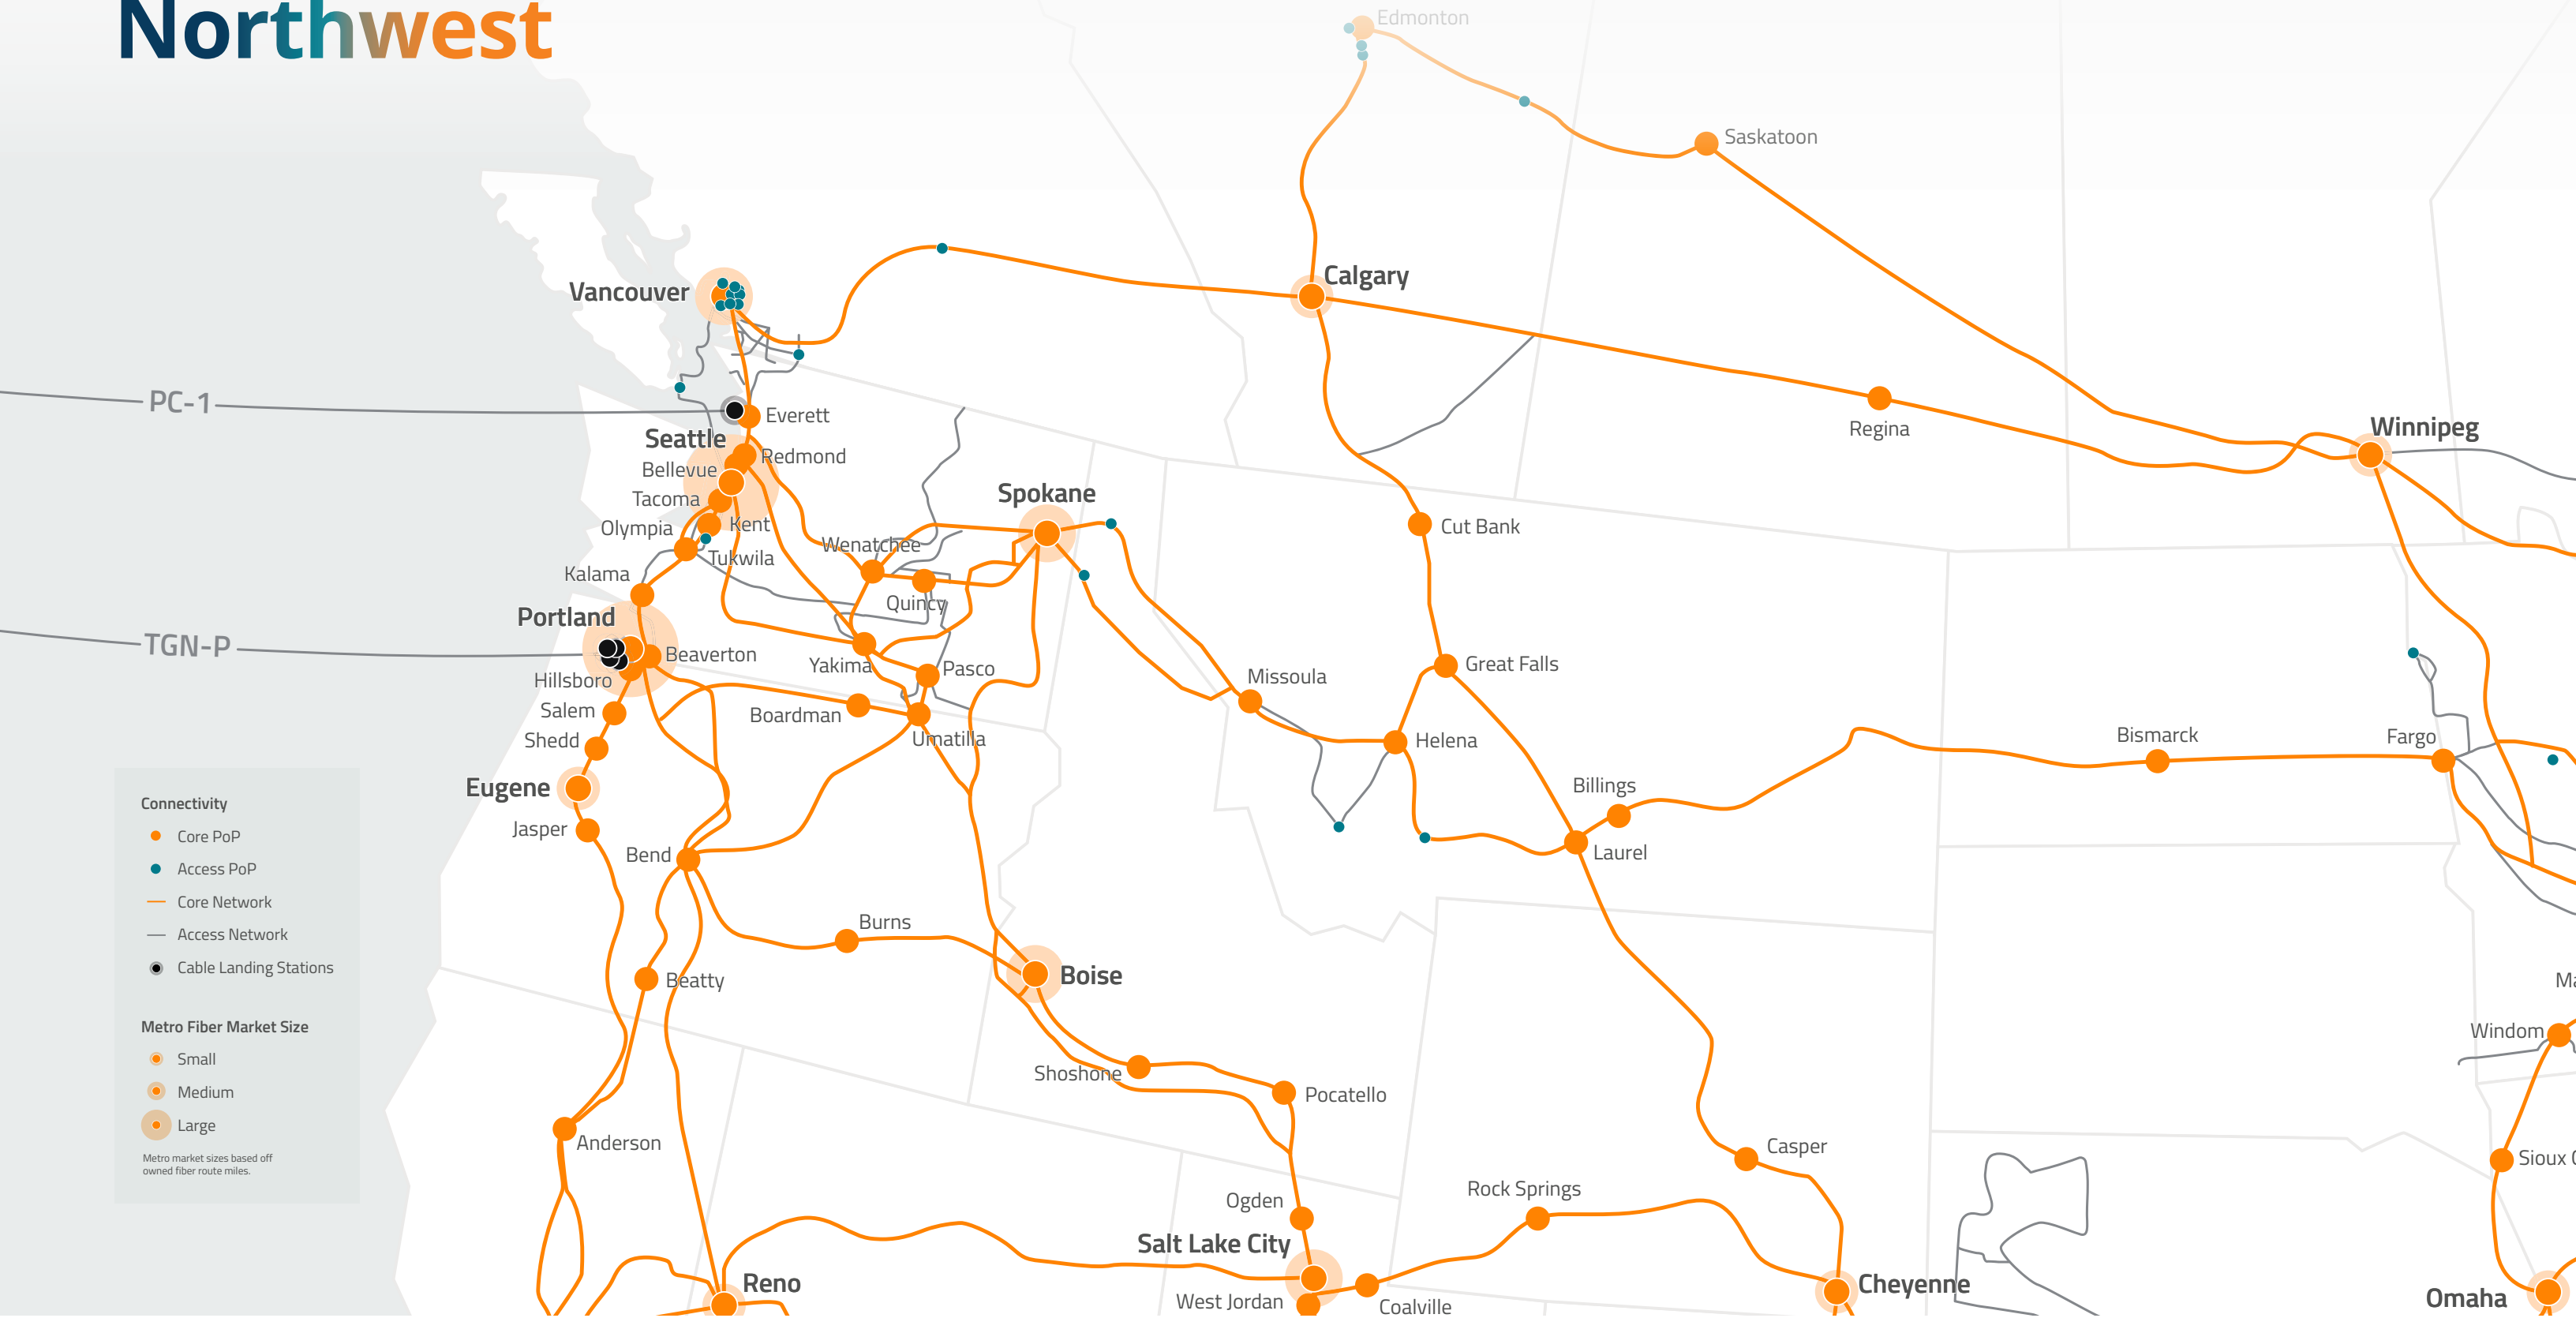 Northwest
Edmonton
Saskatoon
Calgary
Vancouver
PC-1
Everett
Regina
Winnipeg
Seattle
Redmond
Bellevue
Spokane
Tacoma
Kent
Olympia
Cut Bank
Wenatchee
Tukwila
Kalama
Quincy
Portland
TGN-P
Beaverton
Yakima
Pasco
Great Falls
Hillsboro
Missoula
Salem
Boardman
Umatilla
Shedd
Helena
Bismarck
Fargo
Eugene
Billings
Jasper
Laurel
Bend
Burns
Boise
Beatty
Ma
Windom
Shoshone
Pocatello
Anderson
Casper
Sioux C
Rock Springs
Ogden
Salt Lake City
Reno
Cheyenne
West Jordan
Coalville
Omaha
Connectivity
Core PoP
Access PoP
Core Network
Access Network
Cable Landing Stations
Metro Fiber Market Size
Small
Medium
Large
Metro market sizes based off
owned fiber route miles.